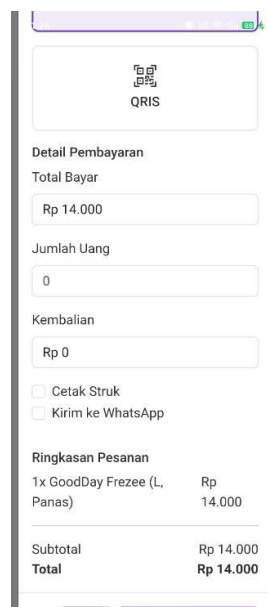 QRIS
Detail Pembayaran
Total Bayar
Rp 14.000
Jumlah Uang
0
Kembalian
Rp 0
Cetak Struk
Kirim ke WhatsApp
Ringkasan Pesanan
1x GoodDay Frezee (L, Rp
Panas) 14.000
Subtotal Rp 14.000
Total Rp 14.000